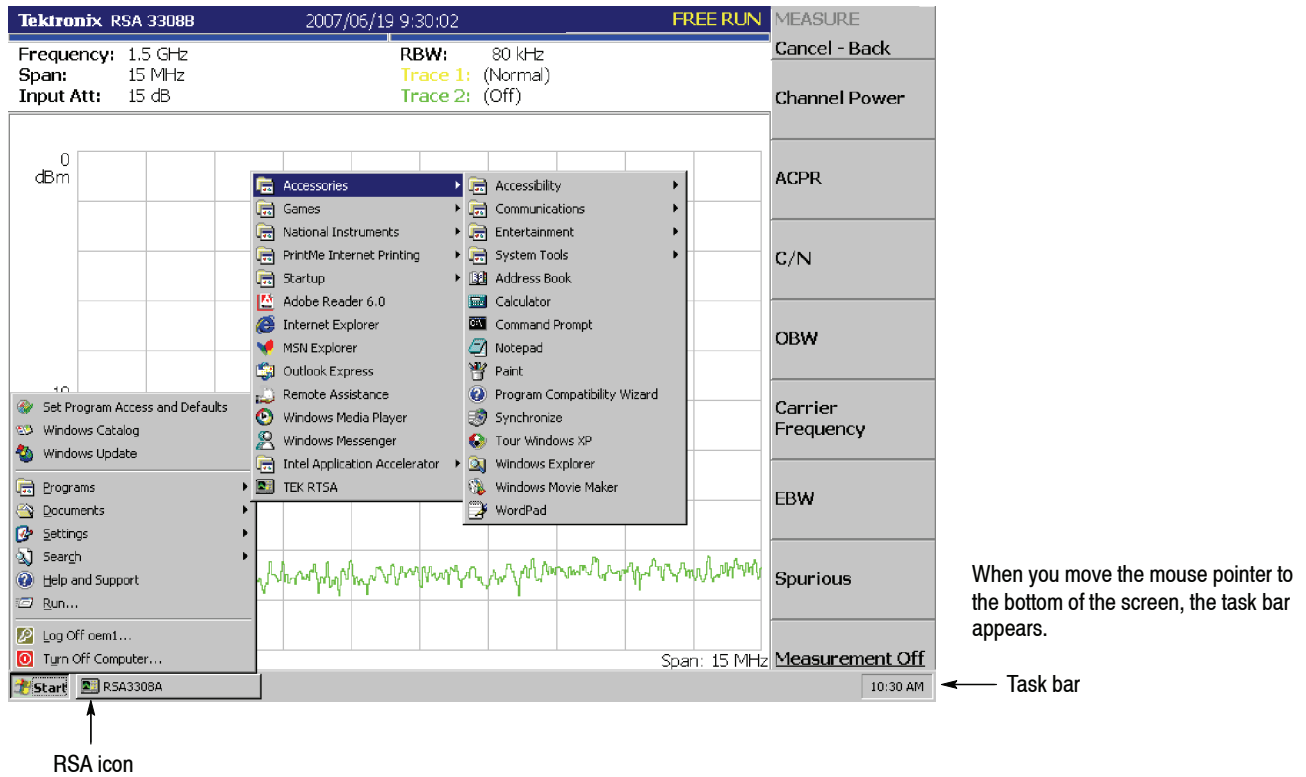 Tektronix RSA 3308B 2007/06/19 9:30:02 FREE RUN
Frequency: 1.5 GHz RBW: 80 kHz
Span: 15 MHz Trace 1: (Normal)
Input Att: 15 dB Trace 2: (Off)
0
dBm
10
Set Program Access and Defaults
Windows Catalog
Windows Update
Programs
Documents
Settings
Search
Help and Support
Run...
Log Off oem1...
Turn Off Computer...
Accessories
Games
National Instruments
PrintMe Internet Printing
Startup
Adobe Reader 6.0
Internet Explorer
MSN Explorer
Outlook Express
Remote Assistance
Windows Media Player
Windows Messenger
Intel Application Accelerator
TEK RTSA
Accessibility
Communications
Entertainment
System Tools
Address Book
Calculator
Command Prompt
Notepad
Paint
Program Compatibility Wizard
Synchronize
Tour Windows XP
Windows Explorer
Windows Movie Maker
WordPad
Span: 15 MHz
MEASURE
Cancel - Back
Channel Power
ACPR
C/N
OBW
Carrier
Frequency
EBW
Spurious
Measurement Off
Start RSA3308A 10:30 AM
When you move the mouse pointer to
the bottom of the screen, the task bar
appears.
Task bar
RSA icon